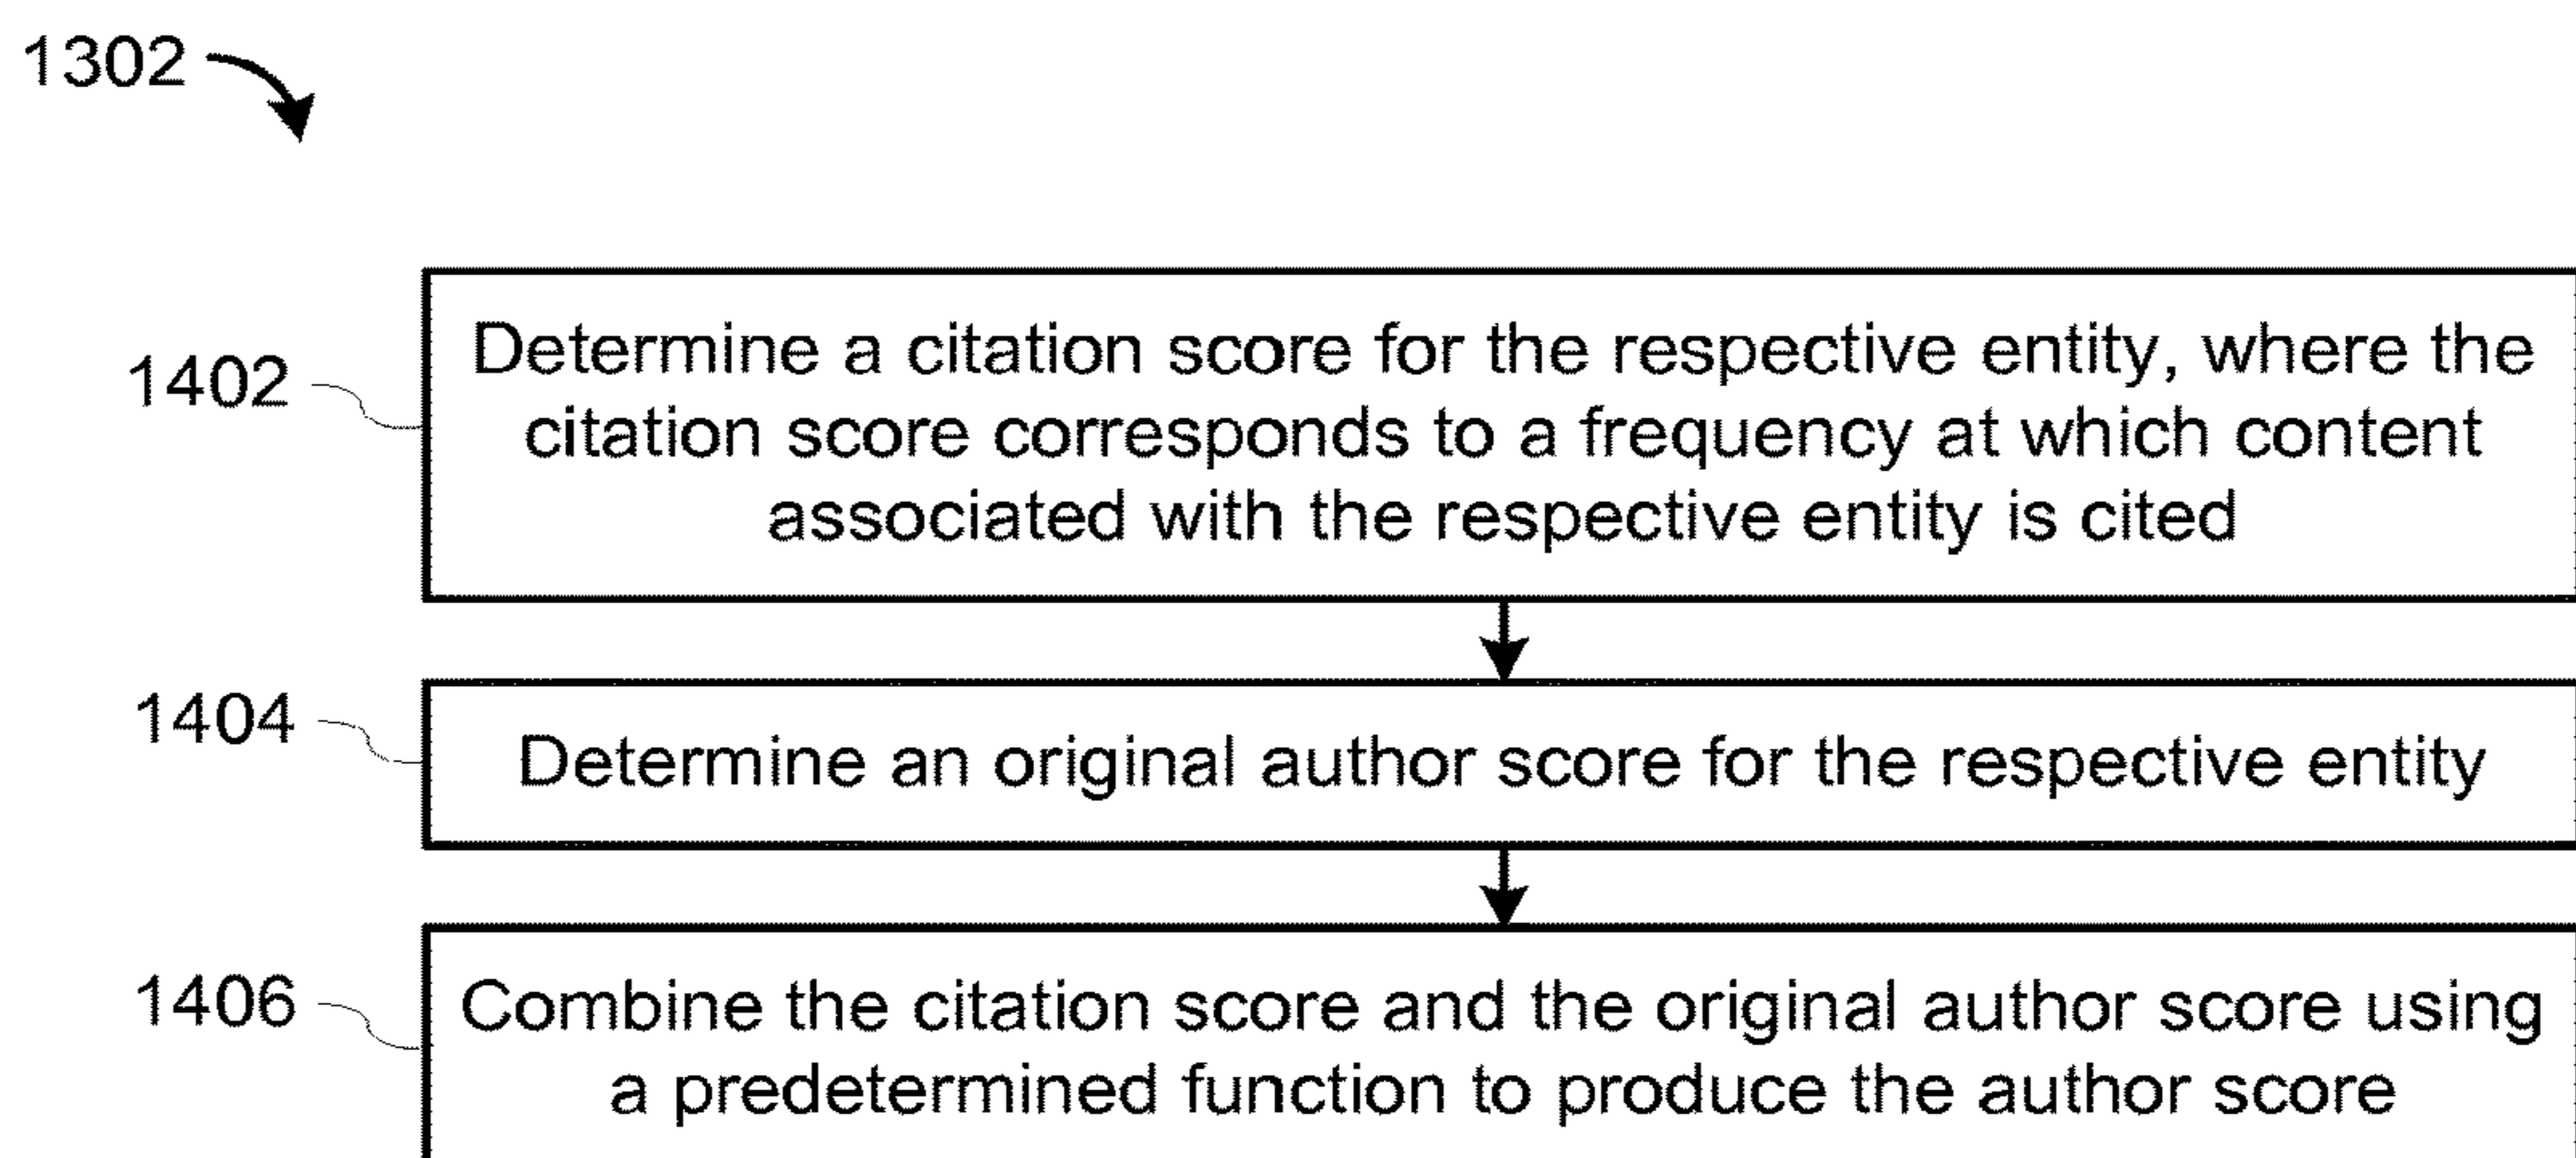 1302
1402
Determine a citation score for the respective entity, where the
citation score corresponds to a frequency at which content
associated with the respective entity is cited
1404
Determine an original author score for the respective entity
1406
Combine the citation score and the original author score using
a predetermined function to produce the author score